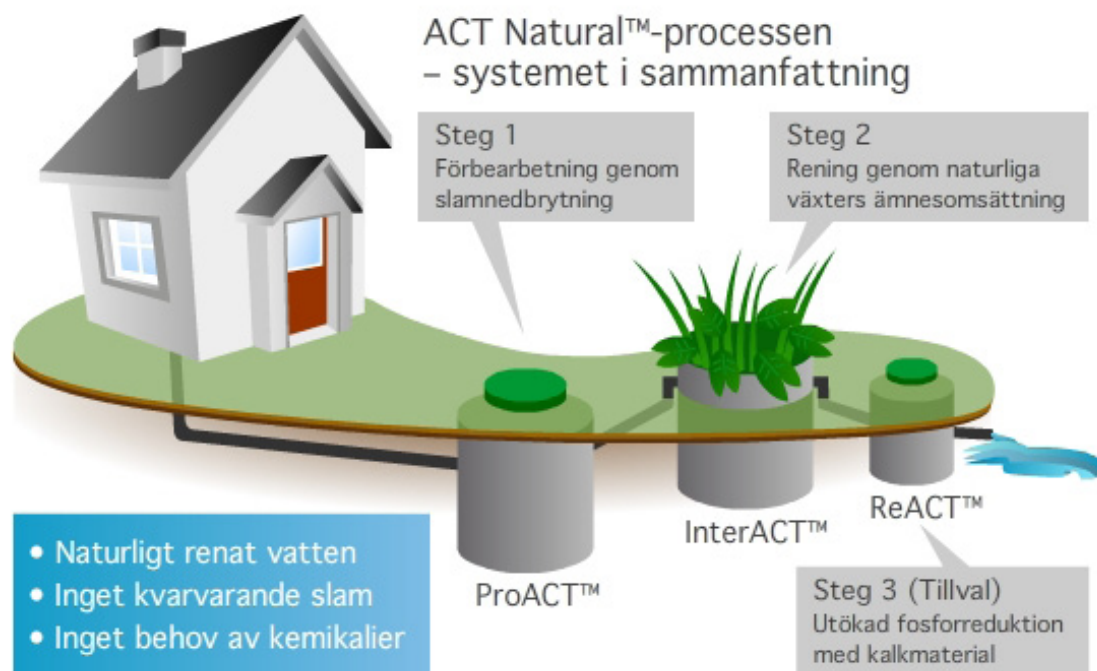 ACT Natural™-processen
– systemet i sammanfattning
Steg 1
Förbearbetning genom
slamnedbrytning
Steg 2
Rening genom naturliga
växters ämnesomsättning
ProACT™
InterACT™
ReACT™
Steg 3 (Tillval)
Utökad fosforreduktion
med kalkmaterial
• Naturligt renat vatten
• Inget kvarvarande slam
• Inget behov av kemikalier